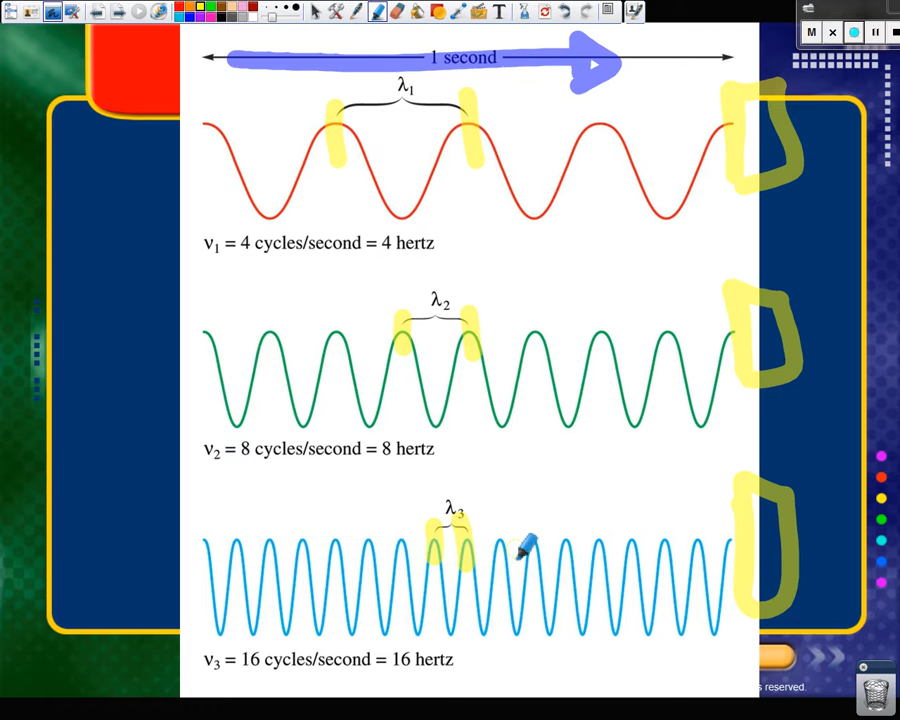 M
1 second
λ1
ν1 = 4 cycles/second = 4 hertz
λ2
ν2 = 8 cycles/second = 8 hertz
λ3
ν3 = 16 cycles/second = 16 hertz
s reserved.